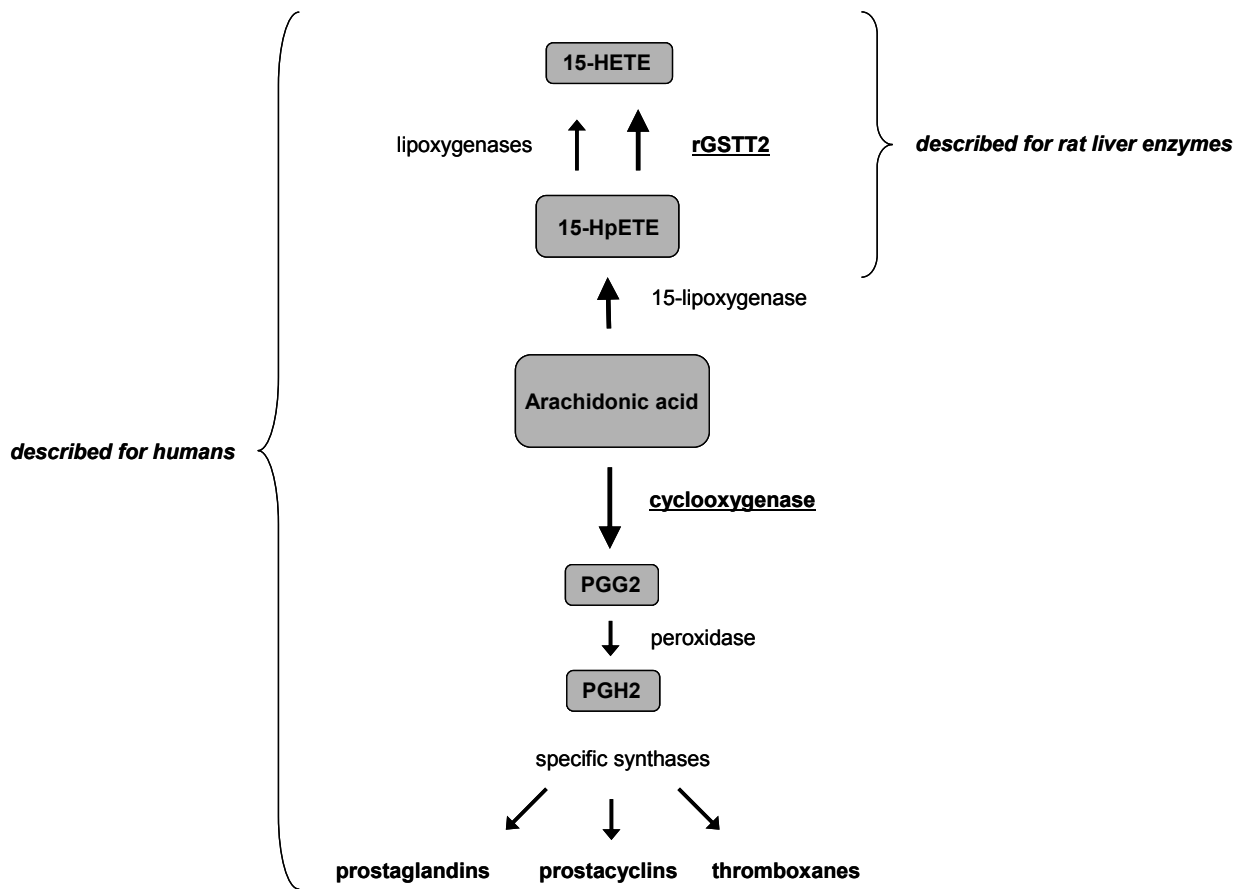 15-HETE
lipoxygenases
rGSTT2
described for rat liver enzymes
15-HpETE
15-lipoxygenase
Arachidonic acid
described for humans
cyclooxygenase
PGG2
peroxidase
PGH2
specific synthases
prostaglandins prostacyclins thromboxanes